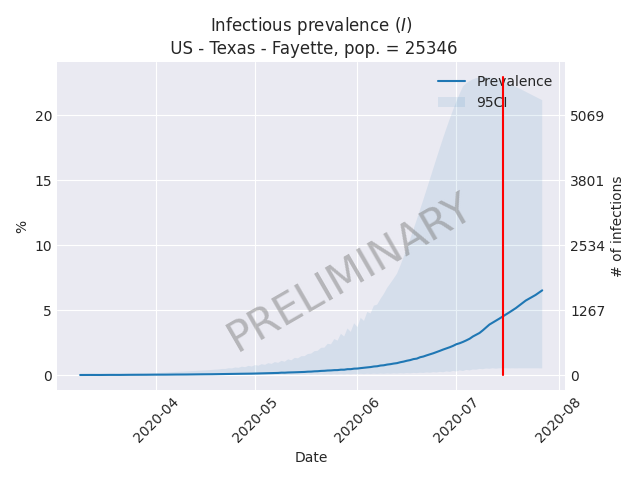 Infectious prevalence (I)
US - Texas - Fayette, pop. = 25346
Prevalence
95CI
20
15
10
5
0
%
5069
3801
2534
1267
0
# of infections
PRELIMINARY
2020-04
2020-05
2020-06
2020-07
2020-08
Date